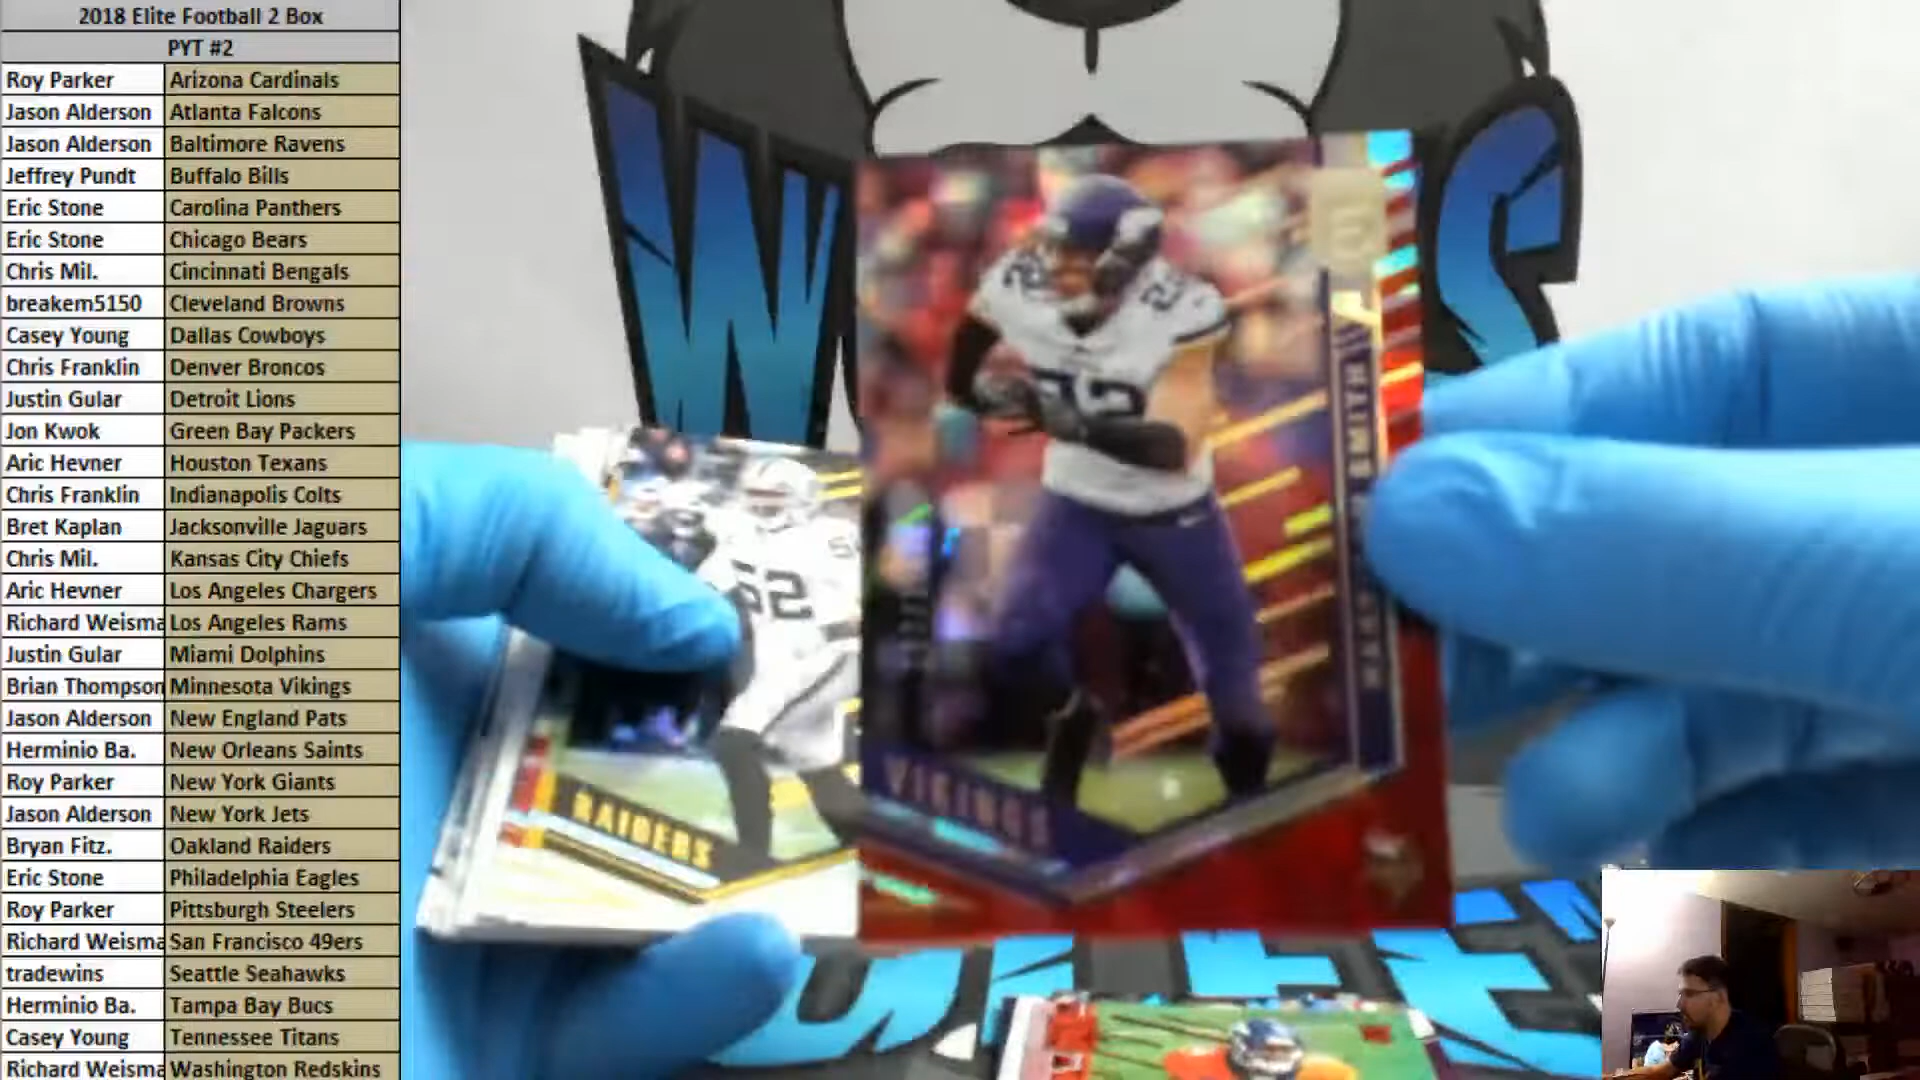 2018 Elite Football 2 Box
PYT #2
Roy Parker Arizona Cardinals
Jason Alderson Atlanta Falcons
Jason Alderson Baltimore Ravens
Jeffrey Pundt Buffalo Bills
Eric Stone Carolina Panthers
Eric Stone Chicago Bears
Chris Mil. Cincinnati Bengals
breakem5150 Cleveland Browns
Casey Young Dallas Cowboys
Chris Franklin Denver Broncos
Justin Gular Detroit Lions
Jon Kwok Green Bay Packers
Aric Hevner Houston Texans
Chris Franklin Indianapolis Colts
Bret Kaplan Jacksonville Jaguars
Chris Mil. Kansas City Chiefs
Aric Hevner Los Angeles Chargers
Richard Weisma Los Angeles Rams
Justin Gular Miami Dolphins
Brian Thompson Minnesota Vikings
Jason Alderson New England Pats
Herminio Ba. New Orleans Saints
Roy Parker New York Giants
Jason Alderson New York Jets
Bryan Fitz. Oakland Raiders
Eric Stone Philadelphia Eagles
Roy Parker Pittsburgh Steelers
Richard Weisma San Francisco 49ers
tradewins Seattle Seahawks
Herminio Ba. Tampa Bay Bucs
Casey Young Tennessee Titans
Richard Weisma Washington Redskins
W
S
22
22
SMITH
VIKINGS
52
RAIDERS